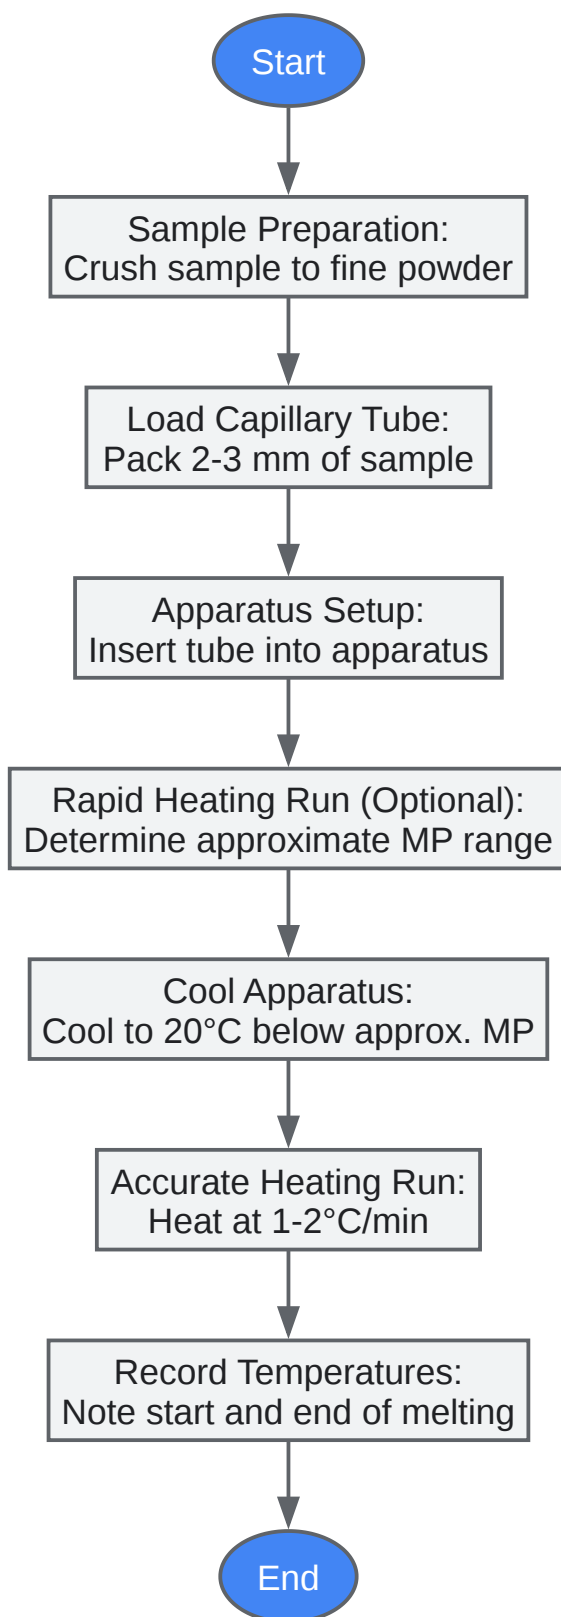 Start
Sample Preparation:
Crush sample to fine powder
Load Capillary Tube:
Pack 2-3 mm of sample
Apparatus Setup:
Insert tube into apparatus
Rapid Heating Run (Optional):
Determine approximate MP range
Cool Apparatus:
Cool to 20°C below approx. MP
Accurate Heating Run:
Heat at 1-2°C/min
Record Temperatures:
Note start and end of melting
End